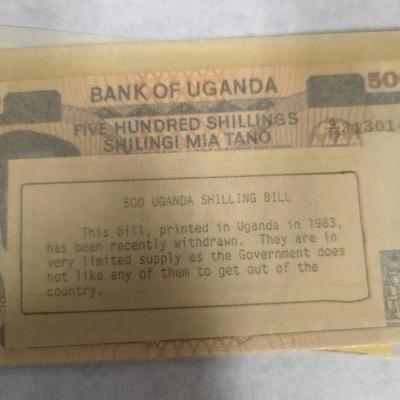 BANK OF UGANDA
50
FIVE HUNDRED SHILLINGS
SHILINGI MIA TANO
313014
500 UGANDA SHILLING BILL
This bill, printed in Uganda in 1983,
has been recently withdrawn. They are in
very limited supply as the Government does
not like any of them to get out of the
country.